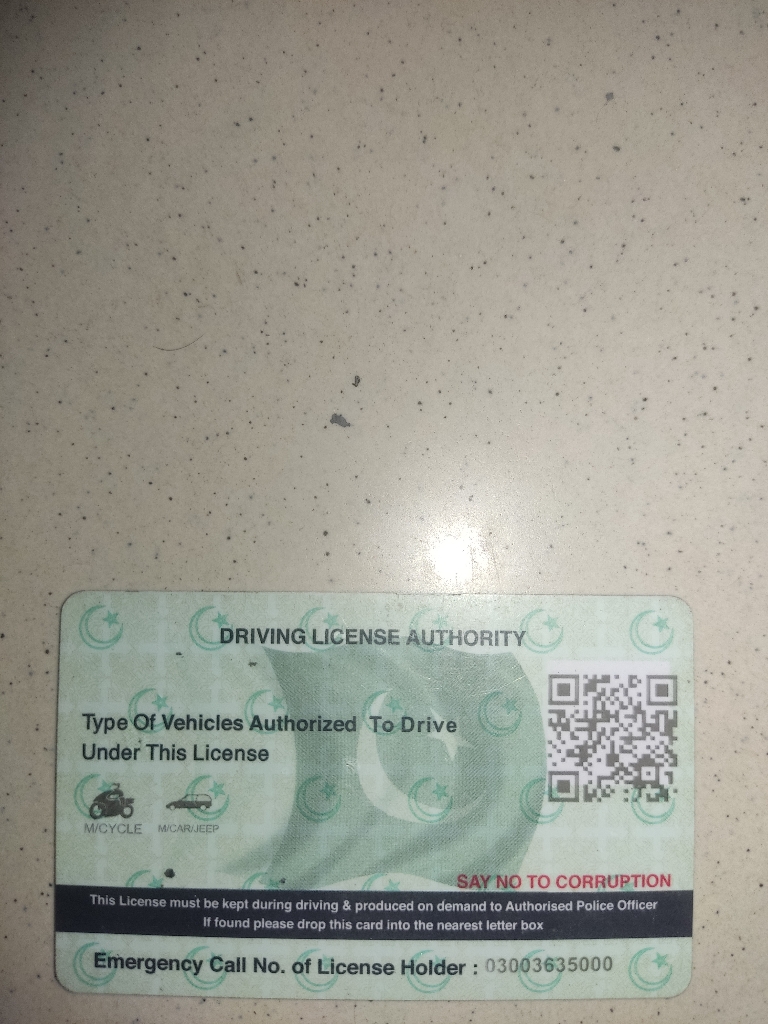 DRIVING LICENSE AUTHORITY
Type Of Vehicles Authorized To Drive
Under This License
M/CYCLE M/CAR/JEEP
SAY NO TO CORRUPTION
This License must be kept during driving & produced on demand to Authorised Police Officer
If found please drop this card into the nearest letter box
Emergency Call No. of License Holder : 03003635000